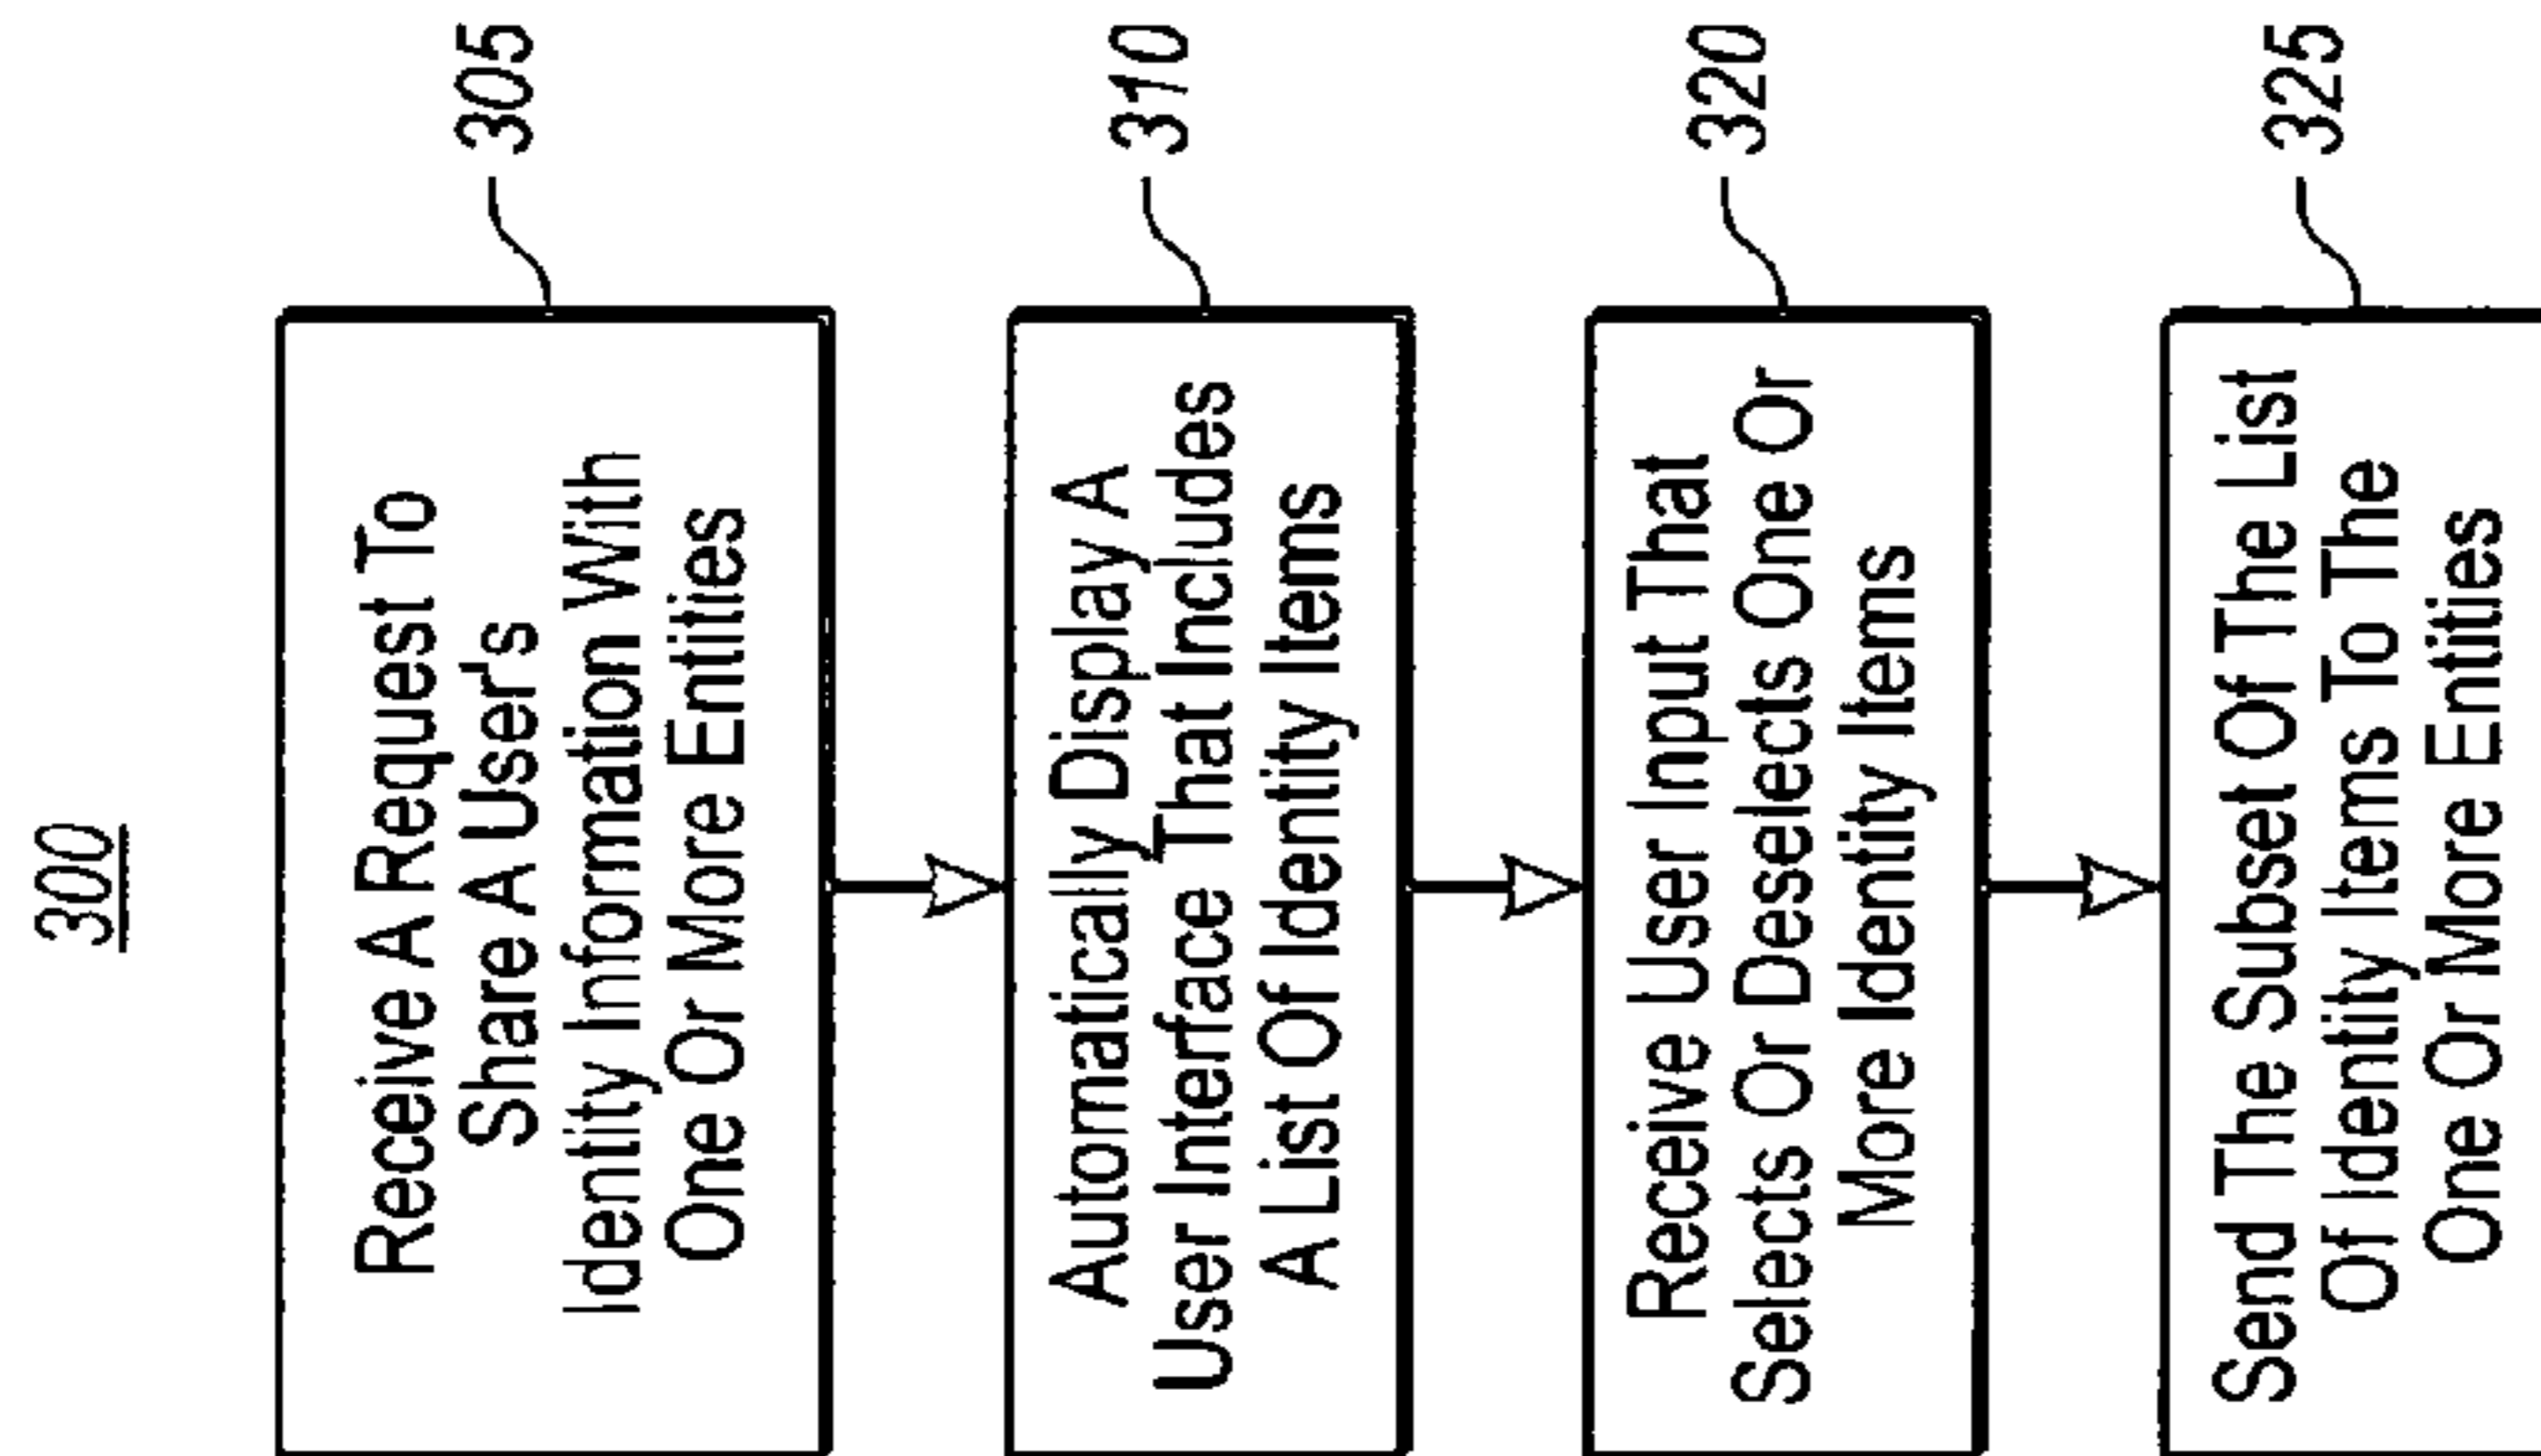 300
Receive A Request To
Share A User's
Identity Information With
One Or More Entities
305
Automatically Display A
User Interface That Includes
A List Of Identity Items
310
Receive User Input That
Selects Or Deselects One Or
More Identity Items
320
Send The Subset Of The List
Of Identity Items To The
One Or More Entities
325